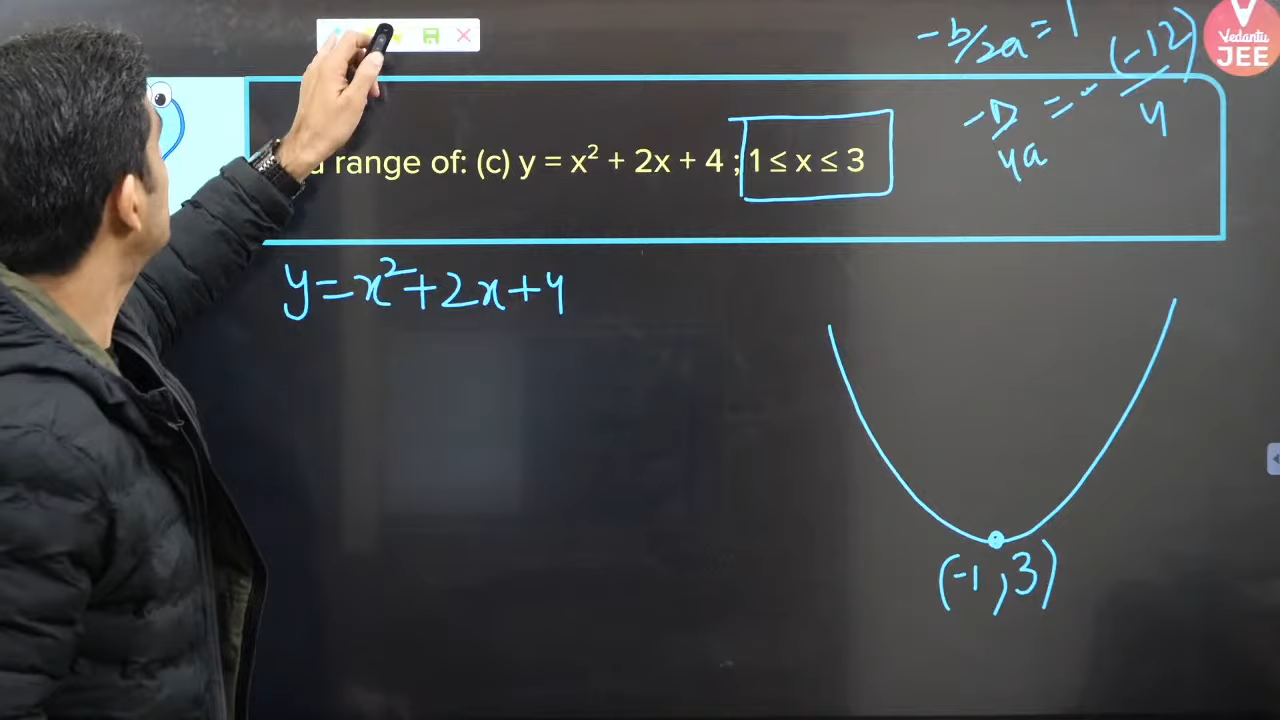 -b/2a = 1
-D/4a = -(-12)/4
Vedantu
JEE
range of: (c) y = x² + 2x + 4 ; 1 ≤ x ≤ 3
y=x²+2x+4
(-1,3)